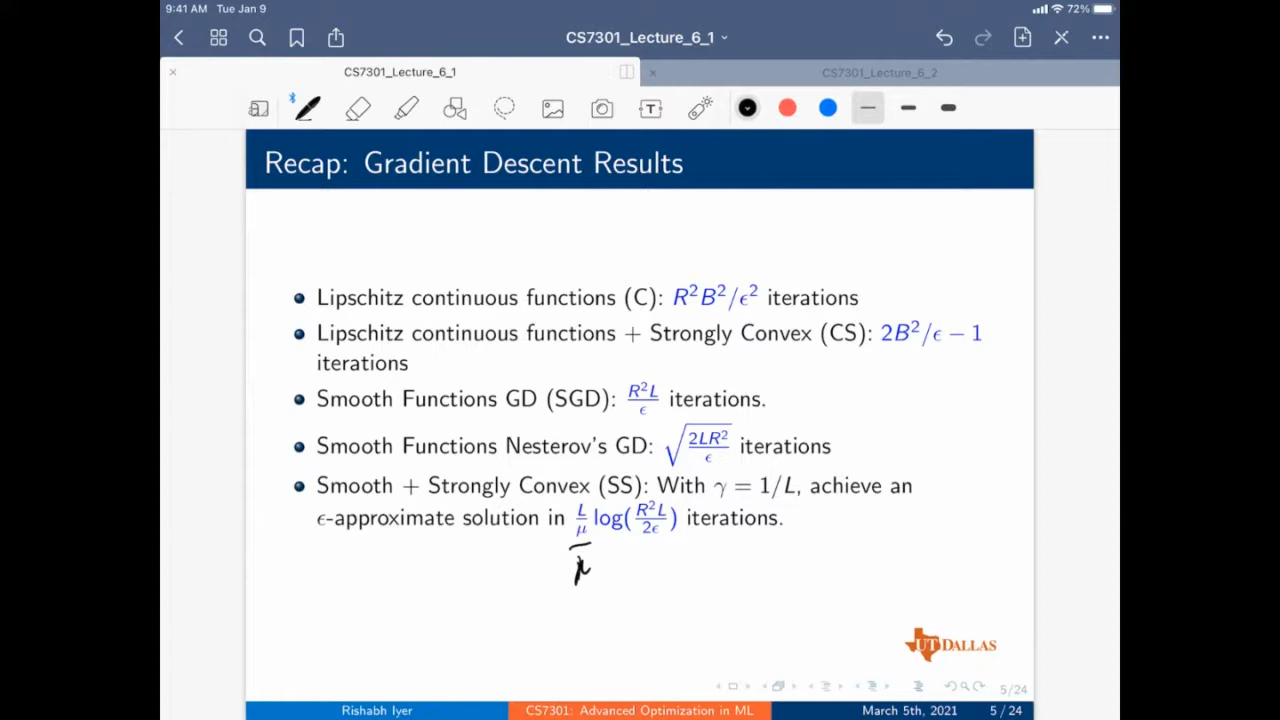 9:41 AM Tue Jan 9 72%
CS7301_Lecture_6_1
CS7301_Lecture_6_1 CS7301_Lecture_6_2
Recap: Gradient Descent Results
Lipschitz continuous functions (C): R²B²/ϵ² iterations
Lipschitz continuous functions + Strongly Convex (CS): 2B²/ϵ − 1
iterations
Smooth Functions GD (SGD): R²L/ϵ iterations.
Smooth Functions Nesterov's GD: √(2LR²/ϵ) iterations
Smooth + Strongly Convex (SS): With γ = 1/L, achieve an
ϵ-approximate solution in L/μ log(R²L/2ϵ) iterations.
UT DALLAS
5/24
Rishabh Iyer CS7301: Advanced Optimization in ML March 5th, 2021 5 / 24